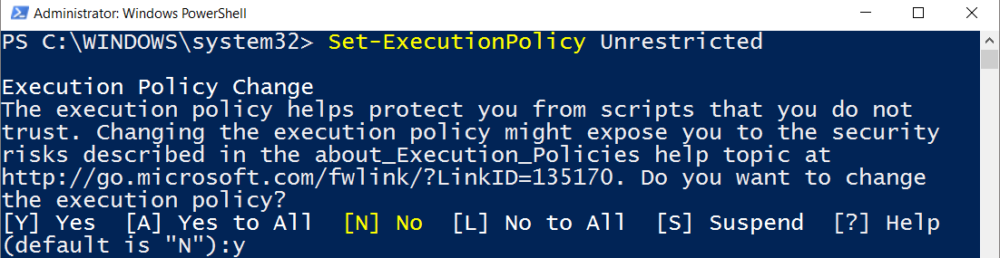 Administrator: Windows PowerShell
PS C:\WINDOWS\system32> Set-ExecutionPolicy Unrestricted
Execution Policy Change
The execution policy helps protect you from scripts that you do not
trust. Changing the execution policy might expose you to the security
risks described in the about_Execution_Policies help topic at
http://go.microsoft.com/fwlink/?LinkID=135170. Do you want to change
the execution policy?
[Y] Yes  [A] Yes to All  [N] No  [L] No to All  [S] Suspend  [?] Help
(default is "N"):y